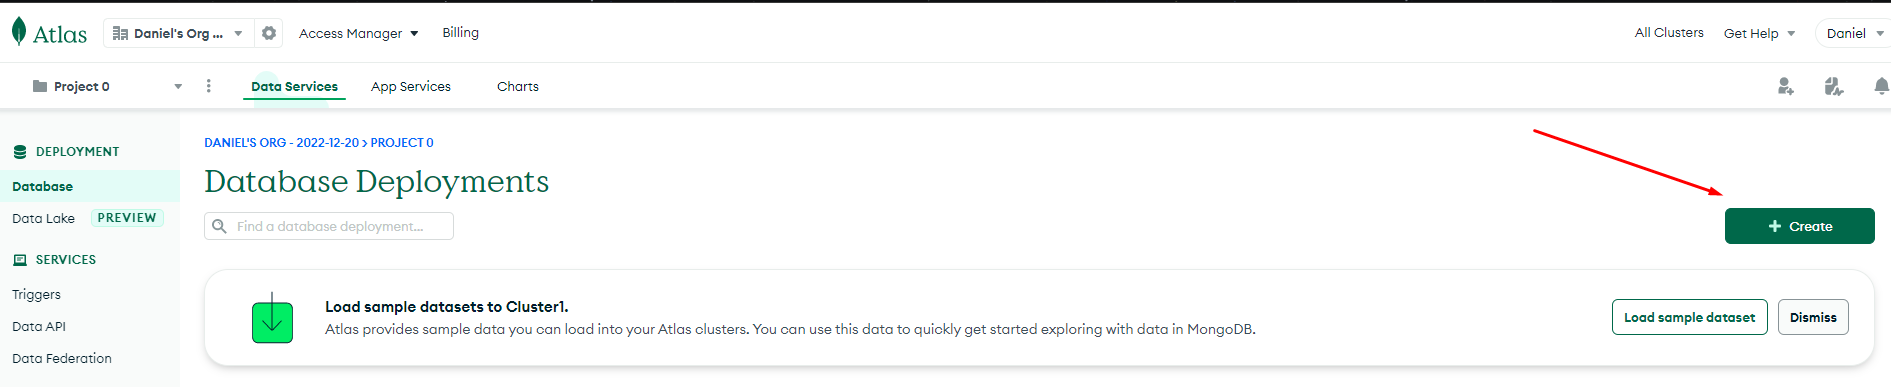 Atlas
Daniel's Org ...
Access Manager
Billing
All Clusters
Get Help
Daniel
Project 0
Data Services
App Services
Charts
DEPLOYMENT
Database
Data Lake PREVIEW
SERVICES
Triggers
Data API
Data Federation
DANIEL'S ORG - 2022-12-20 > PROJECT 0
Database Deployments
Find a database deployment...
+ Create
Load sample datasets to Cluster1.
Atlas provides sample data you can load into your Atlas clusters. You can use this data to quickly get started exploring with data in MongoDB.
Load sample dataset
Dismiss